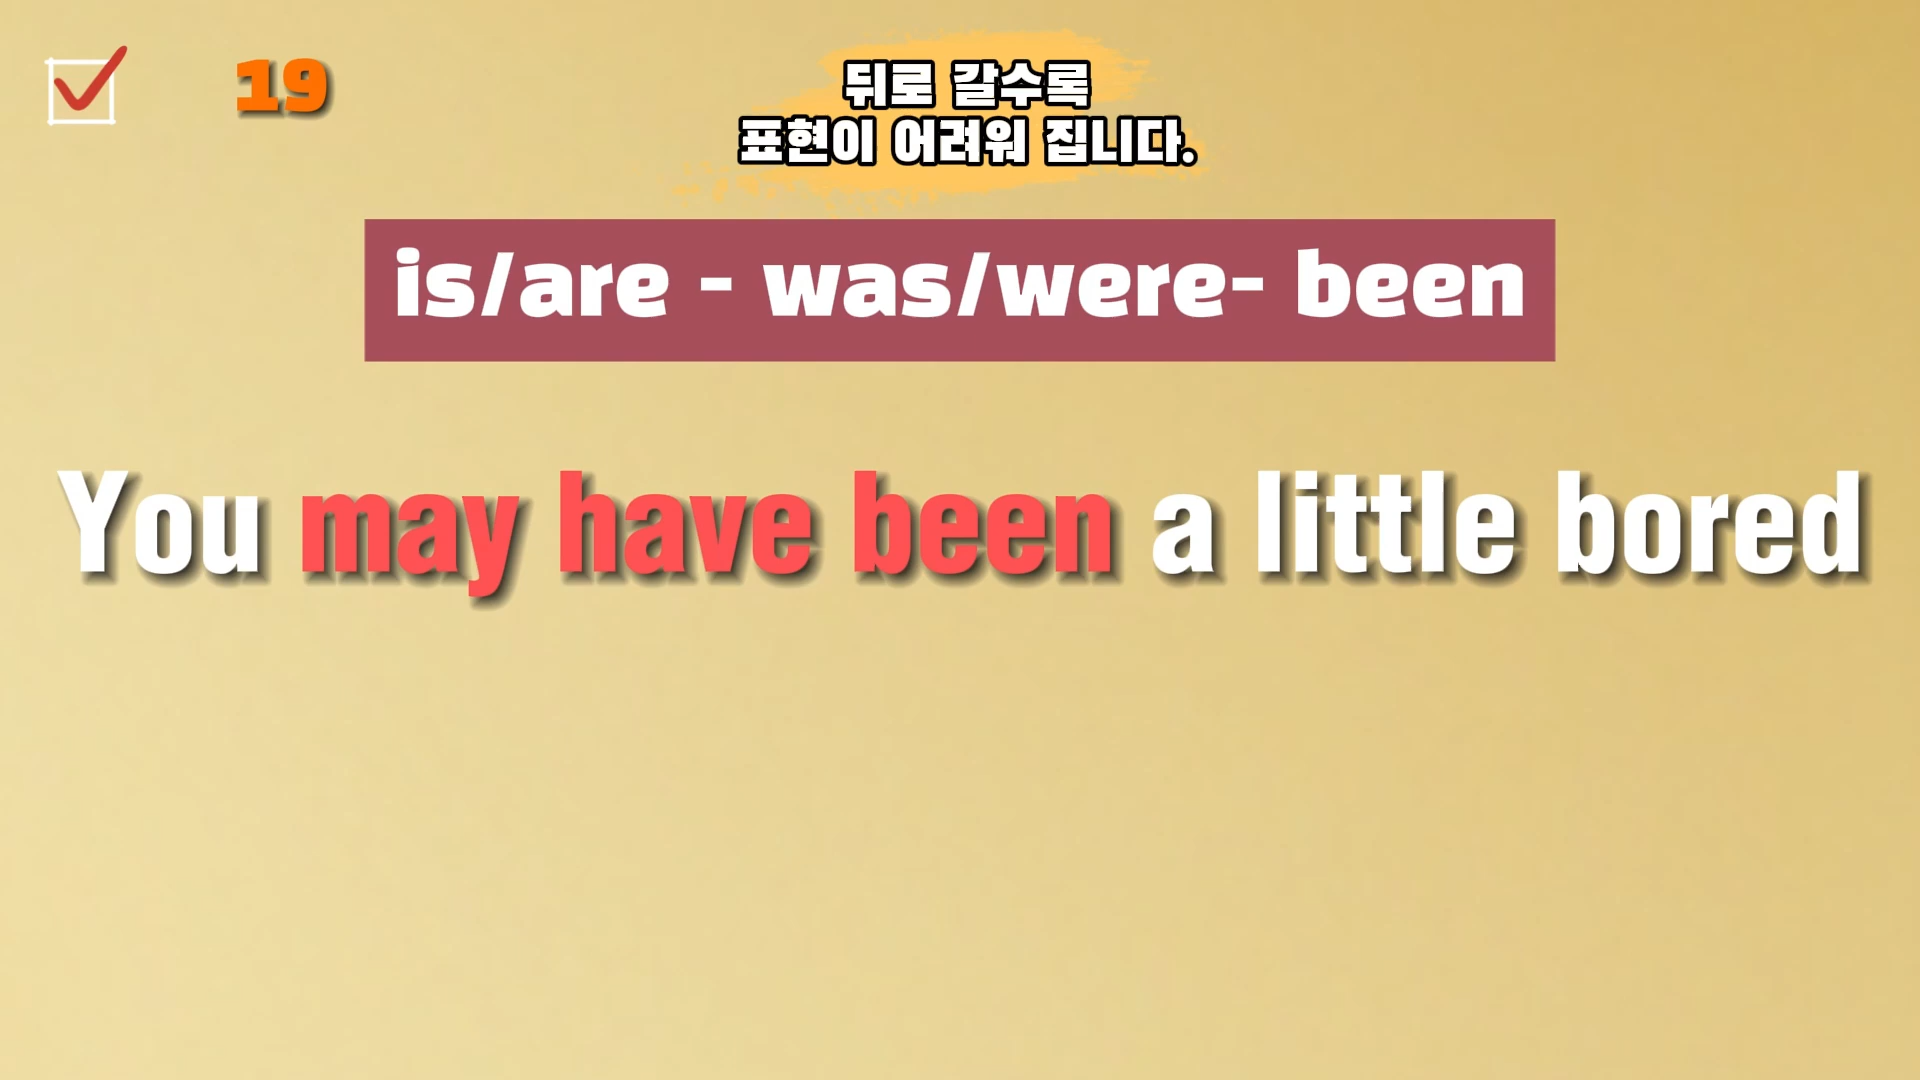 19
뒤로 갈수록
표현이 어려워 집니다.
is/are - was/were- been
You may have been a little bored